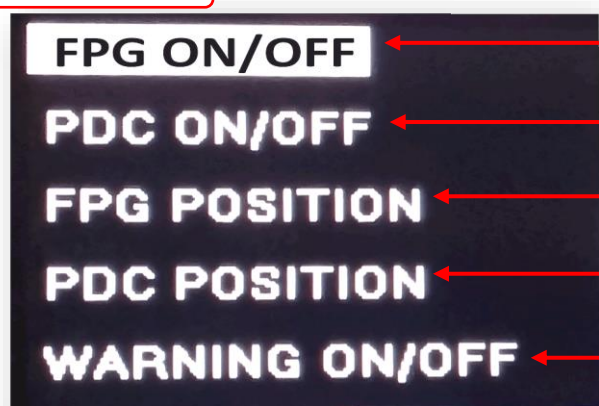 FPG ON/OFF
PDC ON/OFF
FPG POSITION
PDC POSITION
WARNING ON/OFF